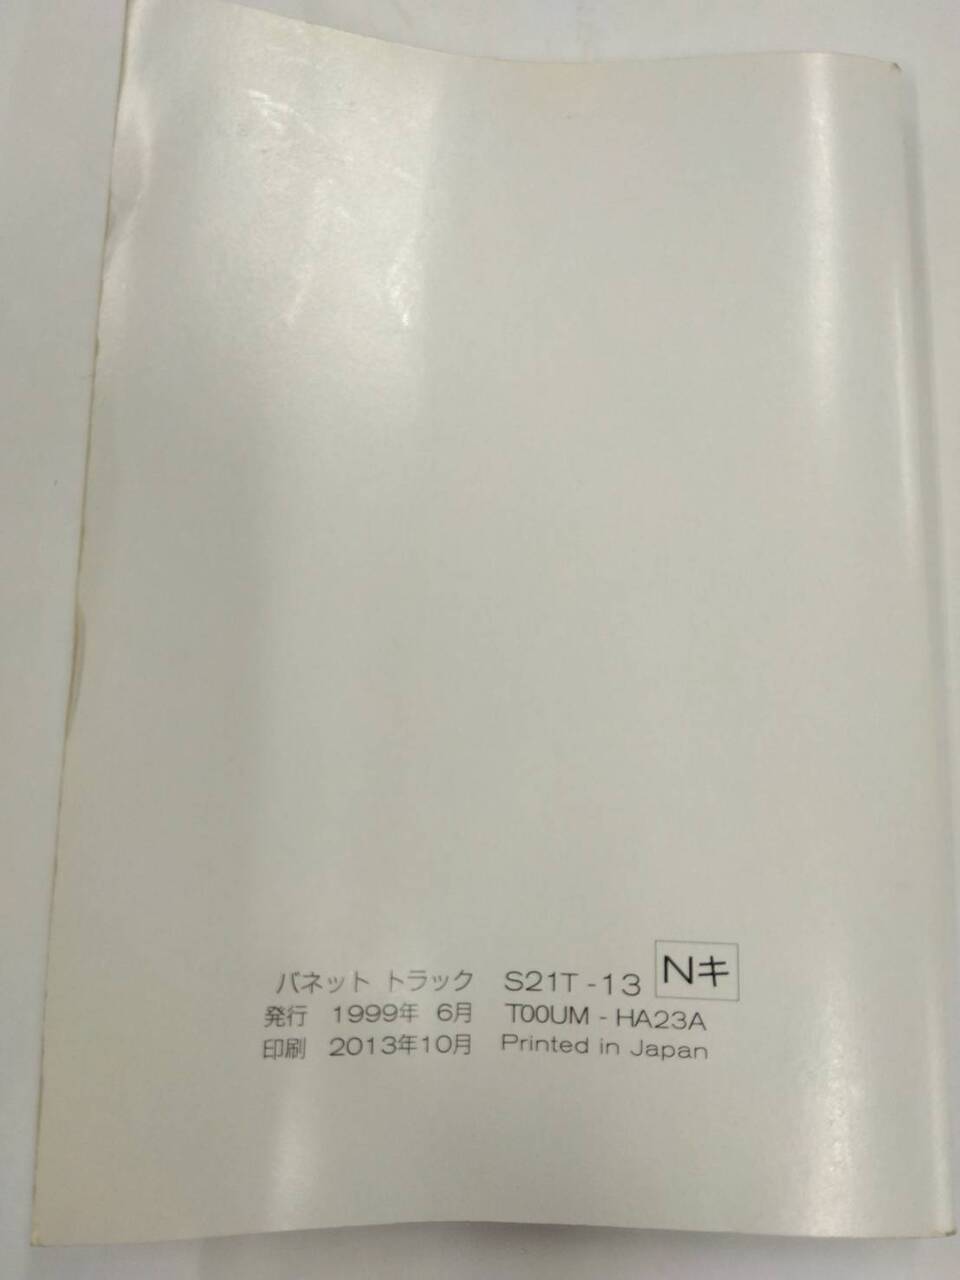 バネット トラック S21T-13 Nキ
発行 1999年 6月 T00UM-HA23A
印刷 2013年10月 Printed in Japan